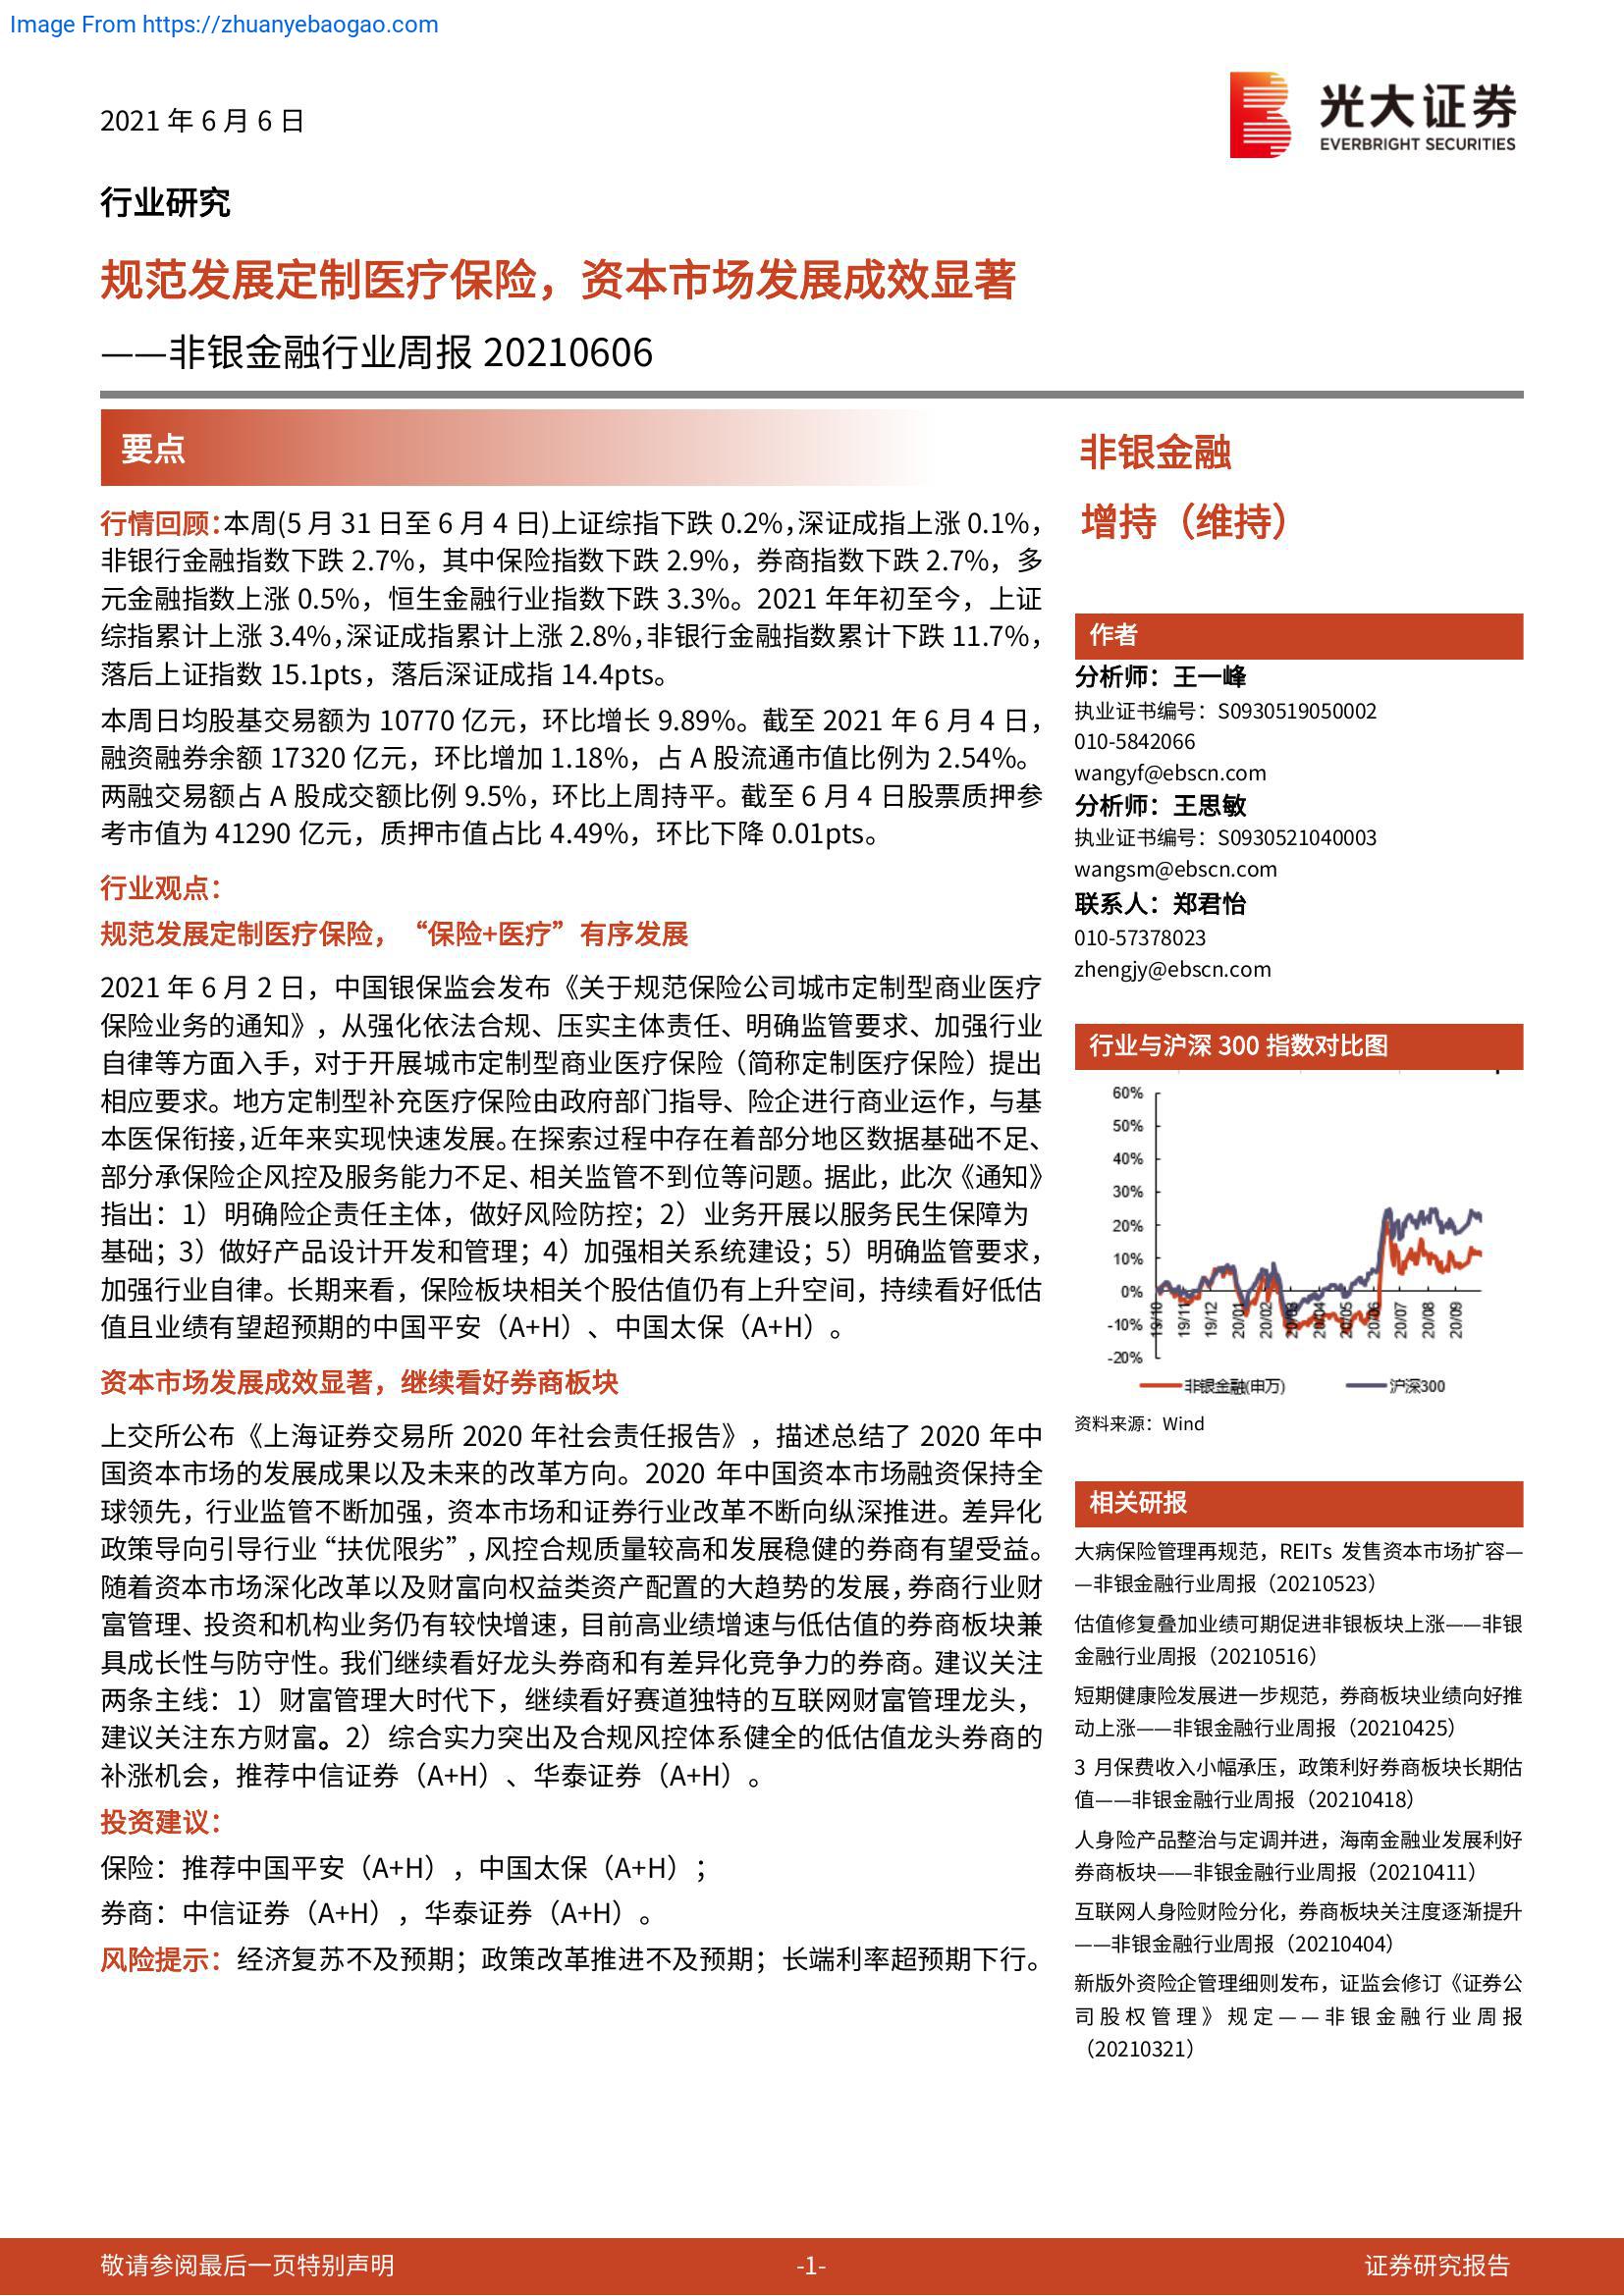 Image From https://zhuanyebaogao.com
2021 年 6 月 6 日
光大证券
EVERBRIGHT SECURITIES
行业研究
规范发展定制医疗保险，资本市场发展成效显著
——非银金融行业周报 20210606
要点
行情回顾：本周(5 月 31 日至 6 月 4 日)上证综指下跌 0.2%，深证成指上涨 0.1%，
非银行金融指数下跌 2.7%，其中保险指数下跌 2.9%，券商指数下跌 2.7%，多
元金融指数上涨 0.5%，恒生金融行业指数下跌 3.3%。2021 年年初至今，上证
综指累计上涨 3.4%，深证成指累计上涨 2.8%，非银行金融指数累计下跌 11.7%，
落后上证指数 15.1pts，落后深证成指 14.4pts。
本周日均股基交易额为 10770 亿元，环比增长 9.89%。截至 2021 年 6 月 4 日，
融资融券余额 17320 亿元，环比增加 1.18%，占 A 股流通市值比例为 2.54%。
两融交易额占 A 股成交额比例 9.5%，环比上周持平。截至 6 月 4 日股票质押参
考市值为 41290 亿元，质押市值占比 4.49%，环比下降 0.01pts。
行业观点：
规范发展定制医疗保险，“保险+医疗”有序发展
2021 年 6 月 2 日，中国银保监会发布《关于规范保险公司城市定制型商业医疗
保险业务的通知》，从强化依法合规、压实主体责任、明确监管要求、加强行业
自律等方面入手，对于开展城市定制型商业医疗保险（简称定制医疗保险）提出
相应要求。地方定制型补充医疗保险由政府部门指导、险企进行商业运作，与基
本医保衔接，近年来实现快速发展。在探索过程中存在着部分地区数据基础不足、
部分承保险企风控及服务能力不足、相关监管不到位等问题。据此，此次《通知》
指出：1）明确险企责任主体，做好风险防控；2）业务开展以服务民生保障为
基础；3）做好产品设计开发和管理；4）加强相关系统建设；5）明确监管要求，
加强行业自律。长期来看，保险板块相关个股估值仍有上升空间，持续看好低估
值且业绩有望超预期的中国平安（A+H）、中国太保（A+H）。
资本市场发展成效显著，继续看好券商板块
上交所公布《上海证券交易所 2020 年社会责任报告》，描述总结了 2020 年中
国资本市场的发展成果以及未来的改革方向。2020 年中国资本市场融资保持全
球领先，行业监管不断加强，资本市场和证券行业改革不断向纵深推进。差异化
政策导向引导行业“扶优限劣”，风控合规质量较高和发展稳健的券商有望受益。
随着资本市场深化改革以及财富向权益类资产配置的大趋势的发展，券商行业财
富管理、投资和机构业务仍有较快增速，目前高业绩增速与低估值的券商板块兼
具成长性与防守性。我们继续看好龙头券商和有差异化竞争力的券商。建议关注
两条主线：1）财富管理大时代下，继续看好赛道独特的互联网财富管理龙头，
建议关注东方财富。2）综合实力突出及合规风控体系健全的低估值龙头券商的
补涨机会，推荐中信证券（A+H）、华泰证券（A+H）。
投资建议：
保险：推荐中国平安（A+H），中国太保（A+H）；
券商：中信证券（A+H），华泰证券（A+H）。
风险提示：经济复苏不及预期；政策改革推进不及预期；长端利率超预期下行。
非银金融
增持（维持）
作者
分析师：王一峰
执业证书编号：S0930519050002
010-5842066
wangyf@ebscn.com
分析师：王思敏
执业证书编号：S0930521040003
wangsm@ebscn.com
联系人：郑君怡
010-57378023
zhengjy@ebscn.com
行业与沪深 300 指数对比图
60%
50%
40%
30%
20%
10%
0%
-10%
-20%
19/10 19/11 19/12 20/01 20/02 20/03 20/04 20/05 20/06 20/07 20/08 20/09
非银金融(申万) 沪深300
资料来源：Wind
相关研报
大病保险管理再规范，REITs 发售资本市场扩容—
—非银金融行业周报（20210523）
估值修复叠加业绩可期促进非银板块上涨——非银
金融行业周报（20210516）
短期健康险发展进一步规范，券商板块业绩向好推
动上涨——非银金融行业周报（20210425）
3 月保费收入小幅承压，政策利好券商板块长期估
值——非银金融行业周报（20210418）
人身险产品整治与定调并进，海南金融业发展利好
券商板块——非银金融行业周报（20210411）
互联网人身险财险分化，券商板块关注度逐渐提升
——非银金融行业周报（20210404）
新版外资险企管理细则发布，证监会修订《证券公
司股权管理》规定——非银金融行业周报
（20210321）
敬请参阅最后一页特别声明
-1-
证券研究报告